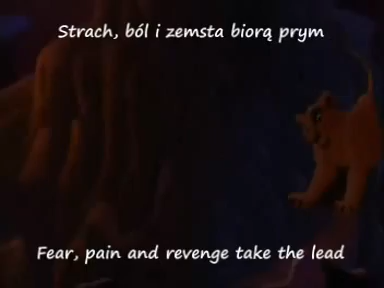 Strach, ból i zemsta biorą prym
Fear, pain and revenge take the lead